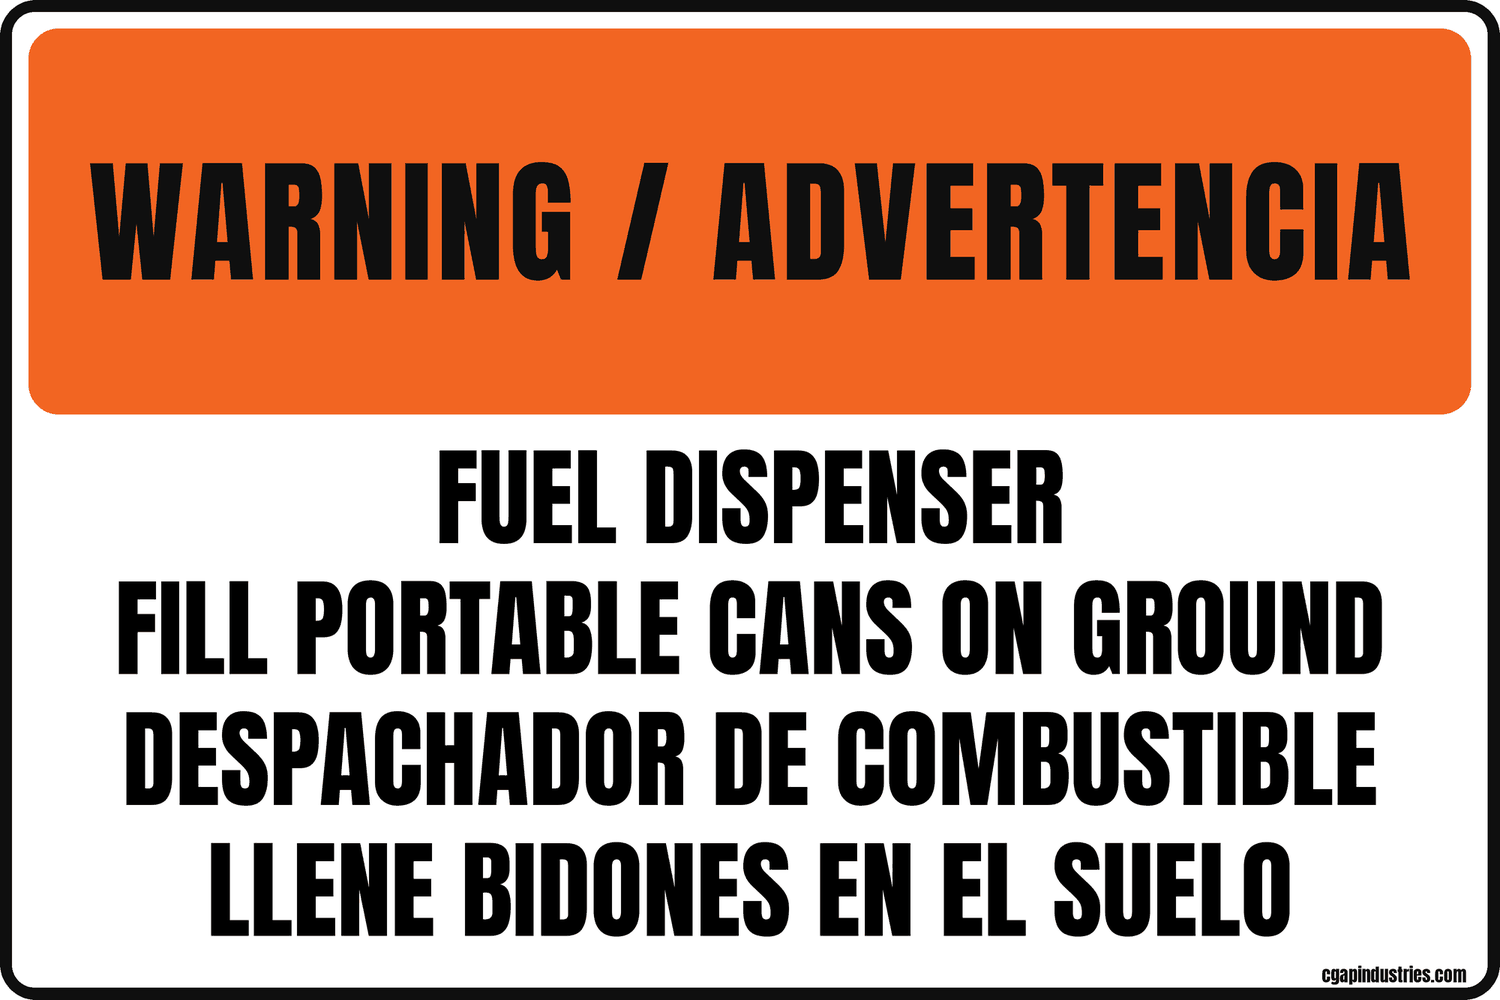 WARNING / ADVERTENCIA
FUEL DISPENSER
FILL PORTABLE CANS ON GROUND
DESPACHADOR DE COMBUSTIBLE
LLENE BIDONES EN EL SUELO
cgapindustries.com